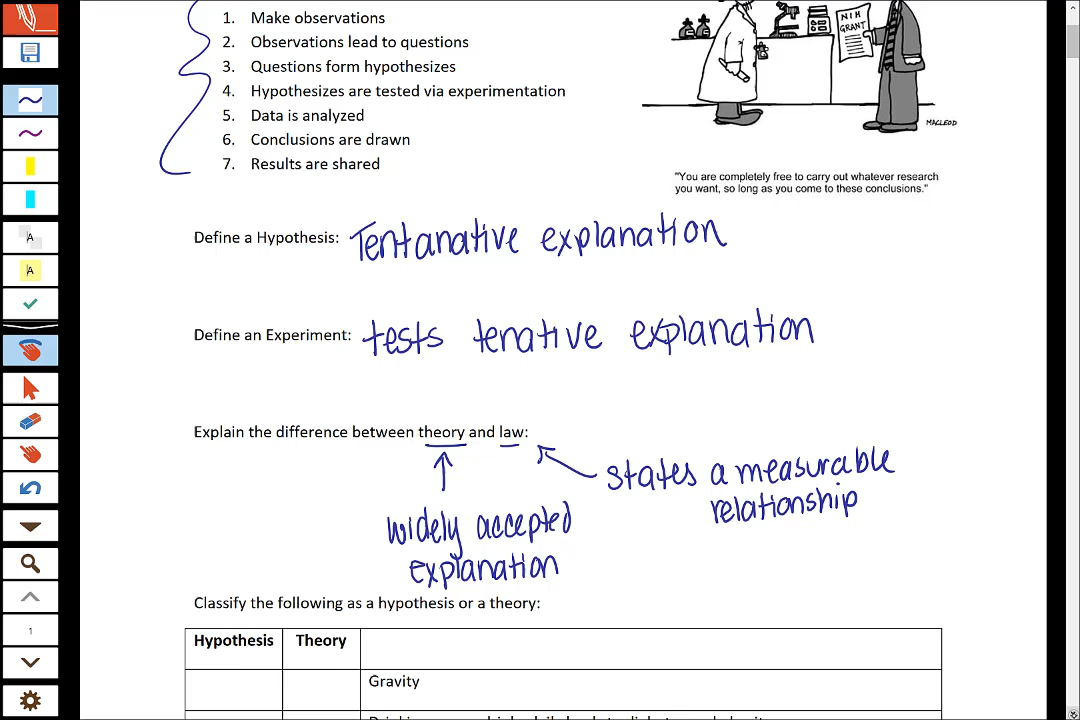 1. Make observations
2. Observations lead to questions
3. Questions form hypothesizes
4. Hypothesizes are tested via experimentation
5. Data is analyzed
6. Conclusions are drawn
7. Results are shared
NIH
GRANT
MACLEOD
"You are completely free to carry out whatever research
you want, so long as you come to these conclusions."
Define a Hypothesis: Tentanative explanation
Define an Experiment: tests tenative explanation
Explain the difference between theory and law:
states a measurable
relationship
widely accepted
explanation
Classify the following as a hypothesis or a theory:
Hypothesis Theory
Gravity
A
A
1